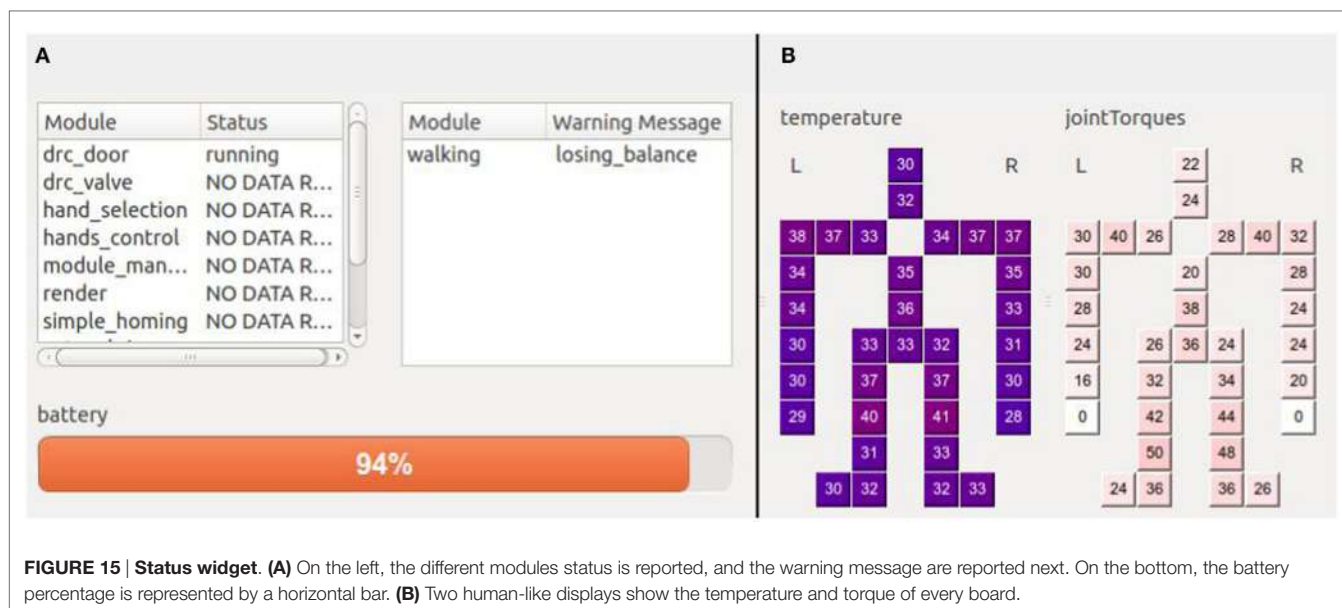 A
Module Status
drc_door running
drc_valve NO DATA R...
hand_selection NO DATA R...
hands_control NO DATA R...
module_man... NO DATA R...
render NO DATA R...
simple_homing NO DATA R...
Module Warning Message
walking losing_balance
battery
94%
B
temperature
L 30 R
32
38 37 33 34 37 37
34 35 35
34 36 33
30 33 33 32 31
30 37 37 30
29 40 41 28
31 33
30 32 32 33
jointTorques
L 22 R
24
30 40 26 28 40 32
30 20 28
28 38 24
24 26 36 24 24
16 32 34 20
0 42 44 0
50 48
24 36 36 26
FIGURE 15 | Status widget. (A) On the left, the different modules status is reported, and the warning message are reported next. On the bottom, the battery
percentage is represented by a horizontal bar. (B) Two human-like displays show the temperature and torque of every board.